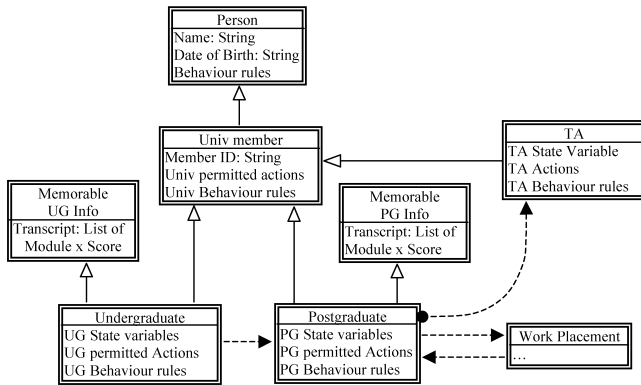 Person
Name: String
Date of Birth: String
Behaviour rules
Univ member
Member ID: String
Univ permitted actions
Univ Behaviour rules
TA
TA State Variable
TA Actions
TA Behaviour rules
Memorable
UG Info
Transcript: List of
Module x Score
Memorable
PG Info
Transcript: List of
Module x Score
Undergraduate
UG State variables
UG permitted Actions
UG Behaviour rules
Postgraduate
PG State variables
PG permitted Actions
PG Behaviour rules
Work Placement
...